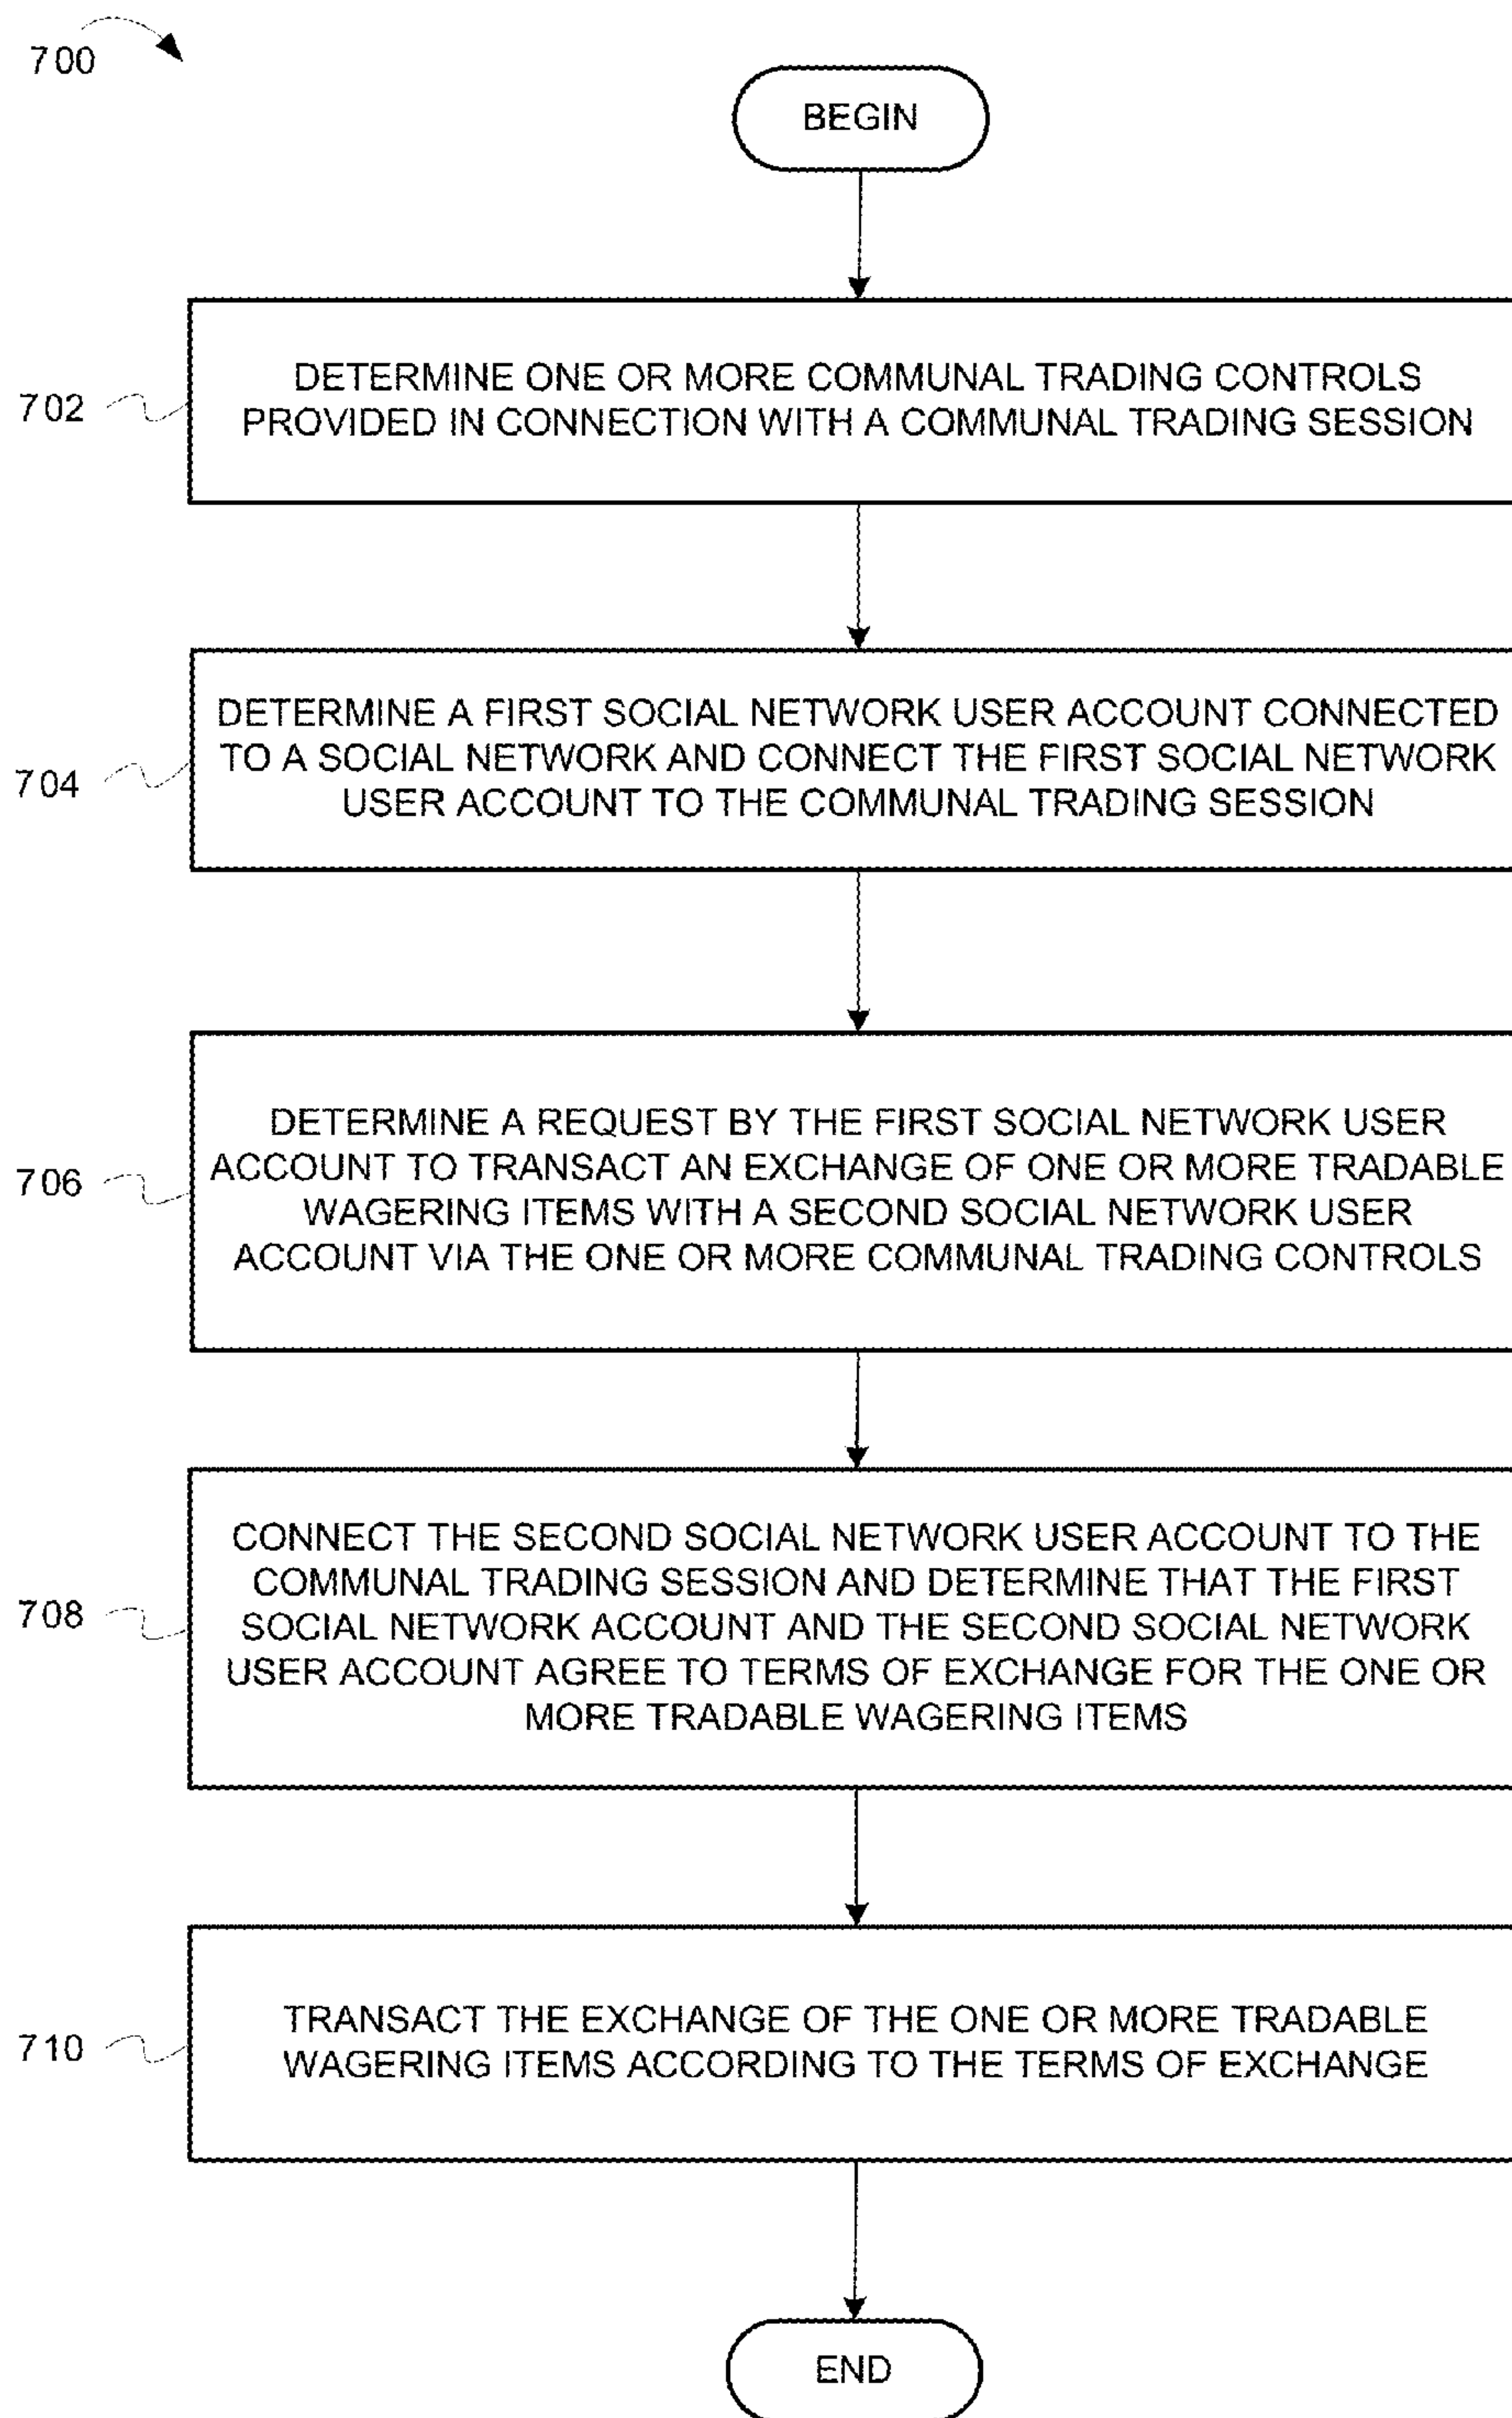 700
BEGIN
702
DETERMINE ONE OR MORE COMMUNAL TRADING CONTROLS
PROVIDED IN CONNECTION WITH A COMMUNAL TRADING SESSION
704
DETERMINE A FIRST SOCIAL NETWORK USER ACCOUNT CONNECTED
TO A SOCIAL NETWORK AND CONNECT THE FIRST SOCIAL NETWORK
USER ACCOUNT TO THE COMMUNAL TRADING SESSION
706
DETERMINE A REQUEST BY THE FIRST SOCIAL NETWORK USER
ACCOUNT TO TRANSACT AN EXCHANGE OF ONE OR MORE TRADABLE
WAGERING ITEMS WITH A SECOND SOCIAL NETWORK USER
ACCOUNT VIA THE ONE OR MORE COMMUNAL TRADING CONTROLS
708
CONNECT THE SECOND SOCIAL NETWORK USER ACCOUNT TO THE
COMMUNAL TRADING SESSION AND DETERMINE THAT THE FIRST
SOCIAL NETWORK ACCOUNT AND THE SECOND SOCIAL NETWORK
USER ACCOUNT AGREE TO TERMS OF EXCHANGE FOR THE ONE OR
MORE TRADABLE WAGERING ITEMS
710
TRANSACT THE EXCHANGE OF THE ONE OR MORE TRADABLE
WAGERING ITEMS ACCORDING TO THE TERMS OF EXCHANGE
END